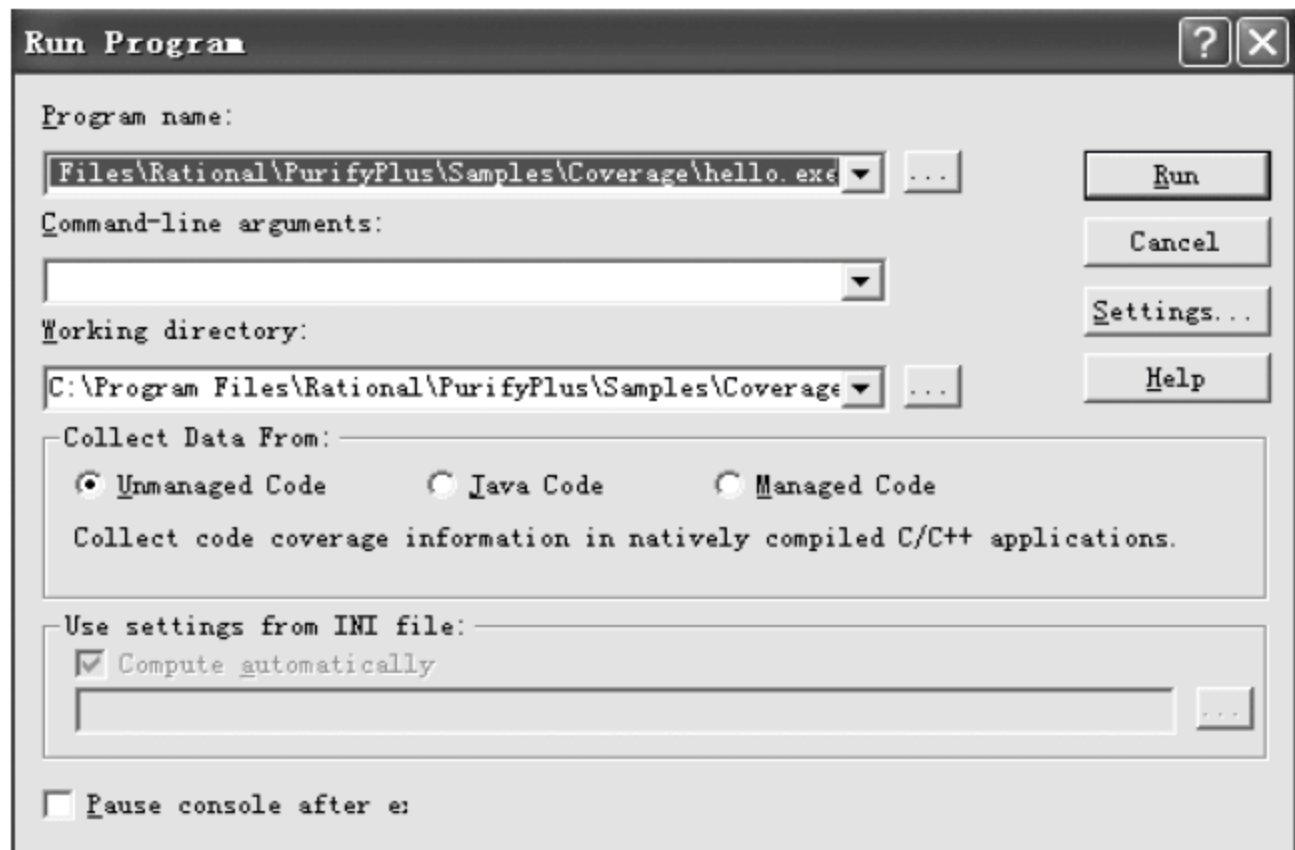 Run Program
Program name:
Files\Rational\PurifyPlus\Samples\Coverage\hello.exe
...
Run
Command-line arguments:
Cancel
Working directory:
Settings...
C:\Program Files\Rational\PurifyPlus\Samples\Coverage
...
Help
Collect Data From:
Unmanaged Code
Java Code
Managed Code
Collect code coverage information in natively compiled C/C++ applications.
Use settings from INI file:
Compute automatically
...
Pause console after